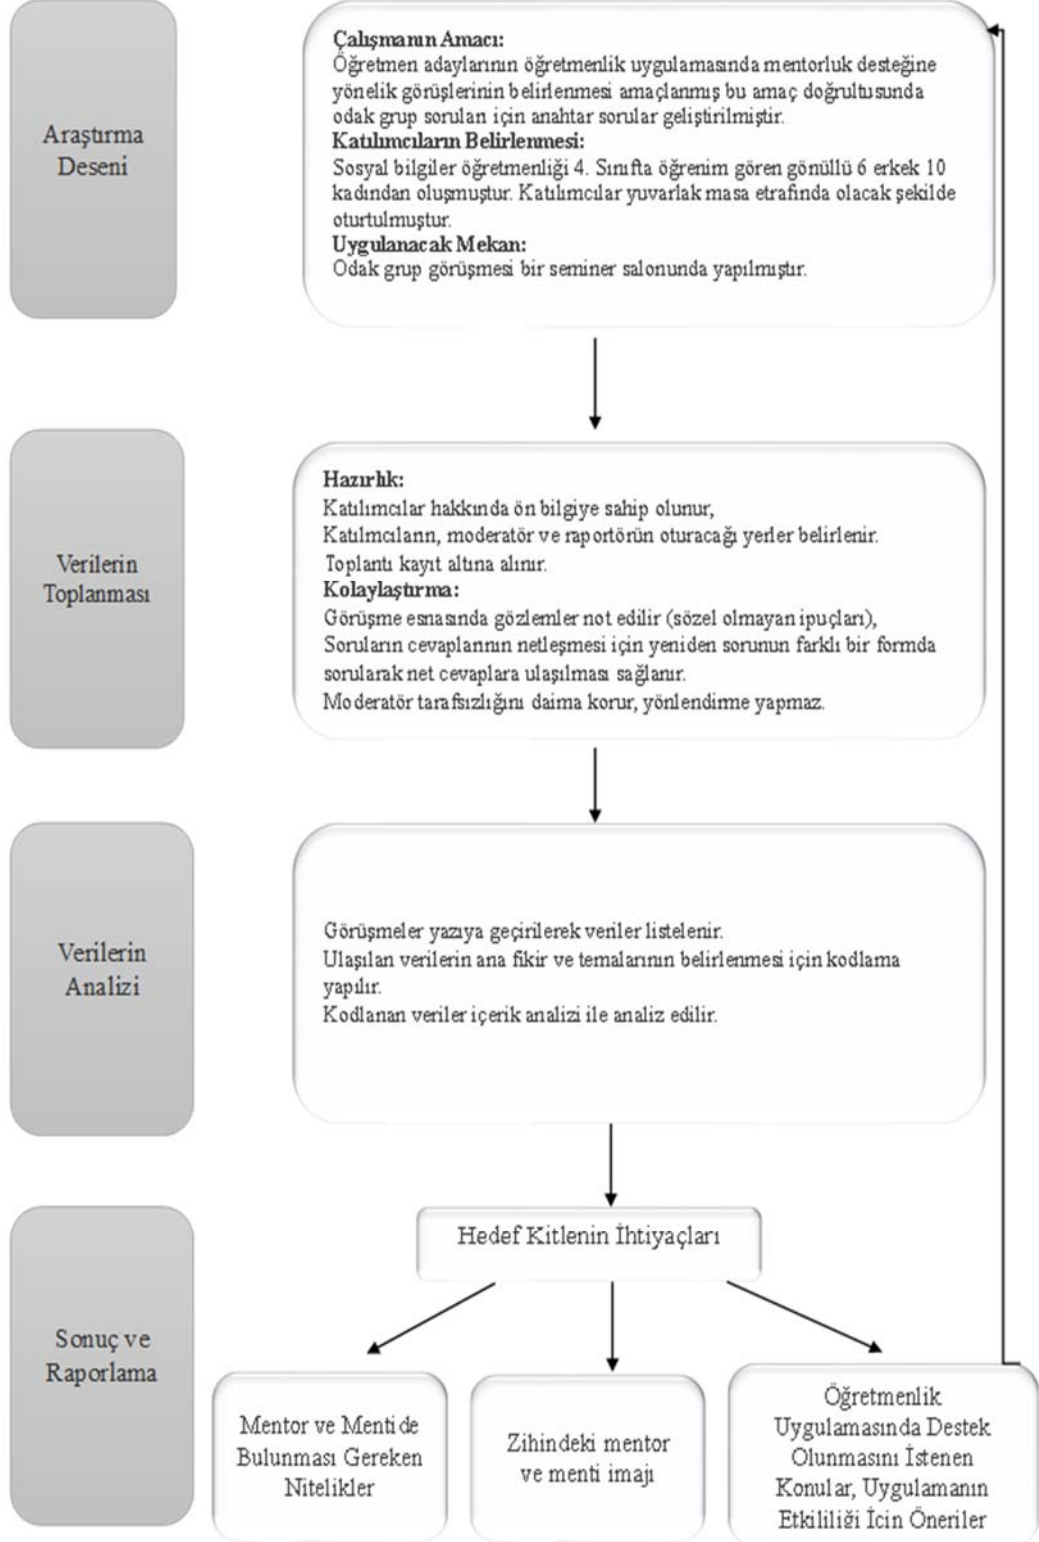 Araştırma
Deseni
Çalışmanın Amacı:
Öğretmen adaylarının öğretmenlik uygulamasında mentorluk desteğine
yönelik görüşlerinin belirlenmesi amaçlanmış bu amaç doğrultusunda
odak grup soruları için anahtar sorular geliştirilmiştir.
Katılımcıların Belirlenmesi:
Sosyal bilgiler öğretmenliği 4. Sınıfta öğrenim gören gönüllü 6 erkek 10
kadından oluşmuştur. Katılımcılar yuvarlak masa etrafında olacak şekilde
oturtulmuştur.
Uygulanacak Mekan:
Odak grup görüşmesi bir seminer salonunda yapılmıştır.
Verilerin
Toplanması
Hazırlık:
Katılımcılar hakkında ön bilgiye sahip olunur,
Katılımcıların, moderatör ve raportörün oturacağı yerler belirlenir.
Toplantı kayıt altına alınır.
Kolaylaştırma:
Görüşme esnasında gözlemler not edilir (sözel olmayan ipuçları),
Soruların cevaplarının netleşmesi için yeniden sorunun farklı bir formda
sorularak net cevaplara ulaşılması sağlanır.
Moderatör tarafsızlığını daima korur, yönlendirme yapmaz.
Verilerin
Analizi
Görüşmeler yazıya geçirilerek veriler listelenir.
Ulaşılan verilerin ana fikir ve temalarının belirlenmesi için kodlama
yapılır.
Kodlanan veriler içerik analizi ile analiz edilir.
Sonuç ve
Raporlama
Hedef Kitlenin İhtiyaçları
Mentor ve Mentide
Bulunması Gereken
Nitelikler
Zihindeki mentor
ve menti imajı
Öğretmenlik
Uygulamasında Destek
Olunmasını İstenen
Konular, Uygulamanın
Etkililiği İçin Öneriler